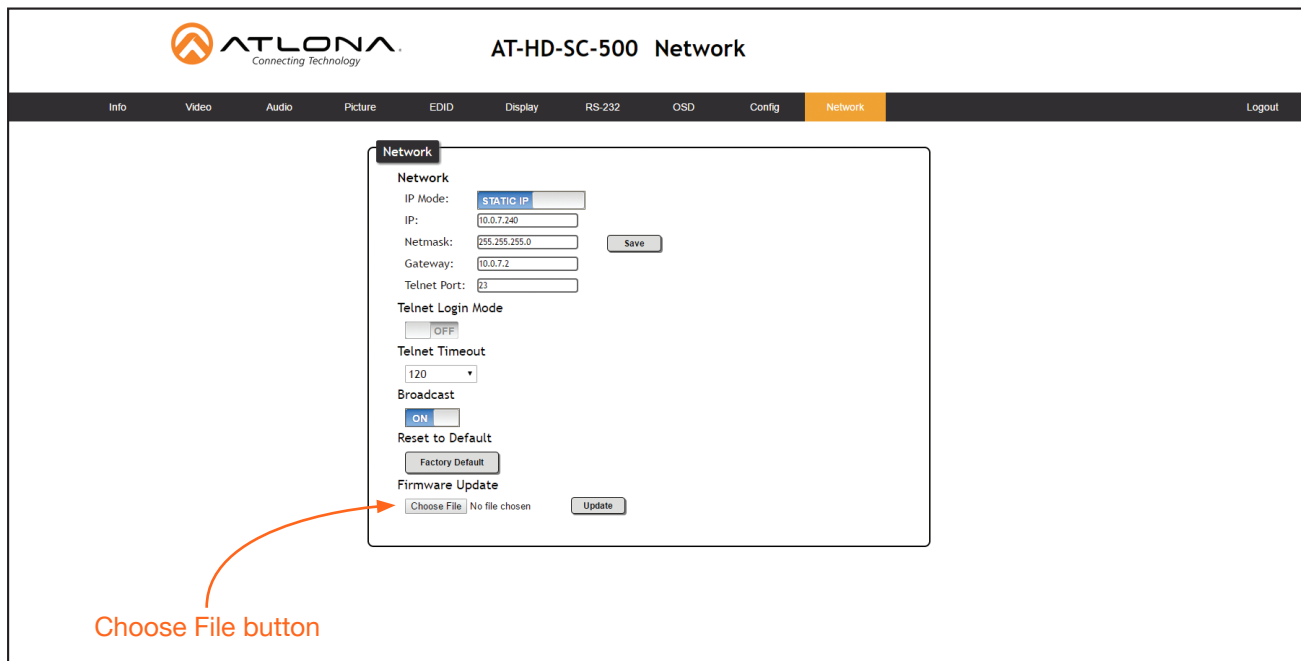 ATLONA.
Connecting Technology
AT-HD-SC-500 Network
Info Video Audio Picture EDID Display RS-232 OSD Config Network Logout
Network
Network
IP Mode: STATIC IP
IP: 10.0.7.240
Netmask: 255.255.255.0 Save
Gateway: 10.0.7.2
Telnet Port: 23
Telnet Login Mode
OFF
Telnet Timeout
120
Broadcast
ON
Reset to Default
Factory Default
Firmware Update
Choose File No file chosen Update
Choose File button